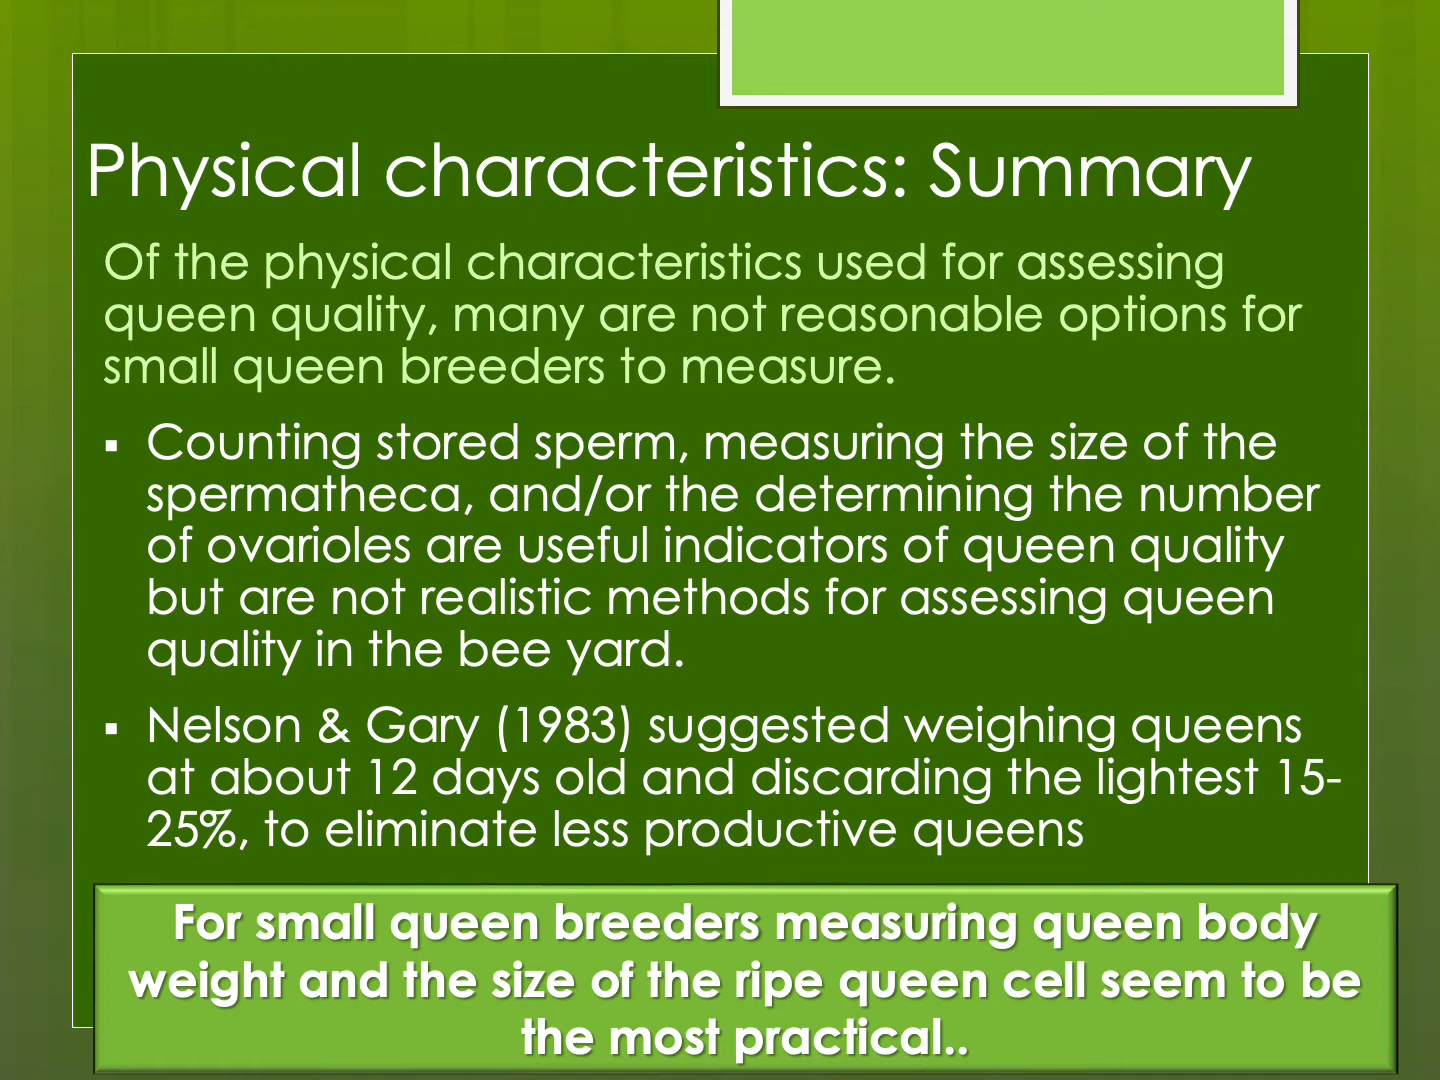 Physical characteristics: Summary
Of the physical characteristics used for assessing
queen quality, many are not reasonable options for
small queen breeders to measure.
▪ Counting stored sperm, measuring the size of the
spermatheca, and/or the determining the number
of ovarioles are useful indicators of queen quality
but are not realistic methods for assessing queen
quality in the bee yard.
▪ Nelson & Gary (1983) suggested weighing queens
at about 12 days old and discarding the lightest 15-
25%, to eliminate less productive queens
For small queen breeders measuring queen body
weight and the size of the ripe queen cell seem to be
the most practical..